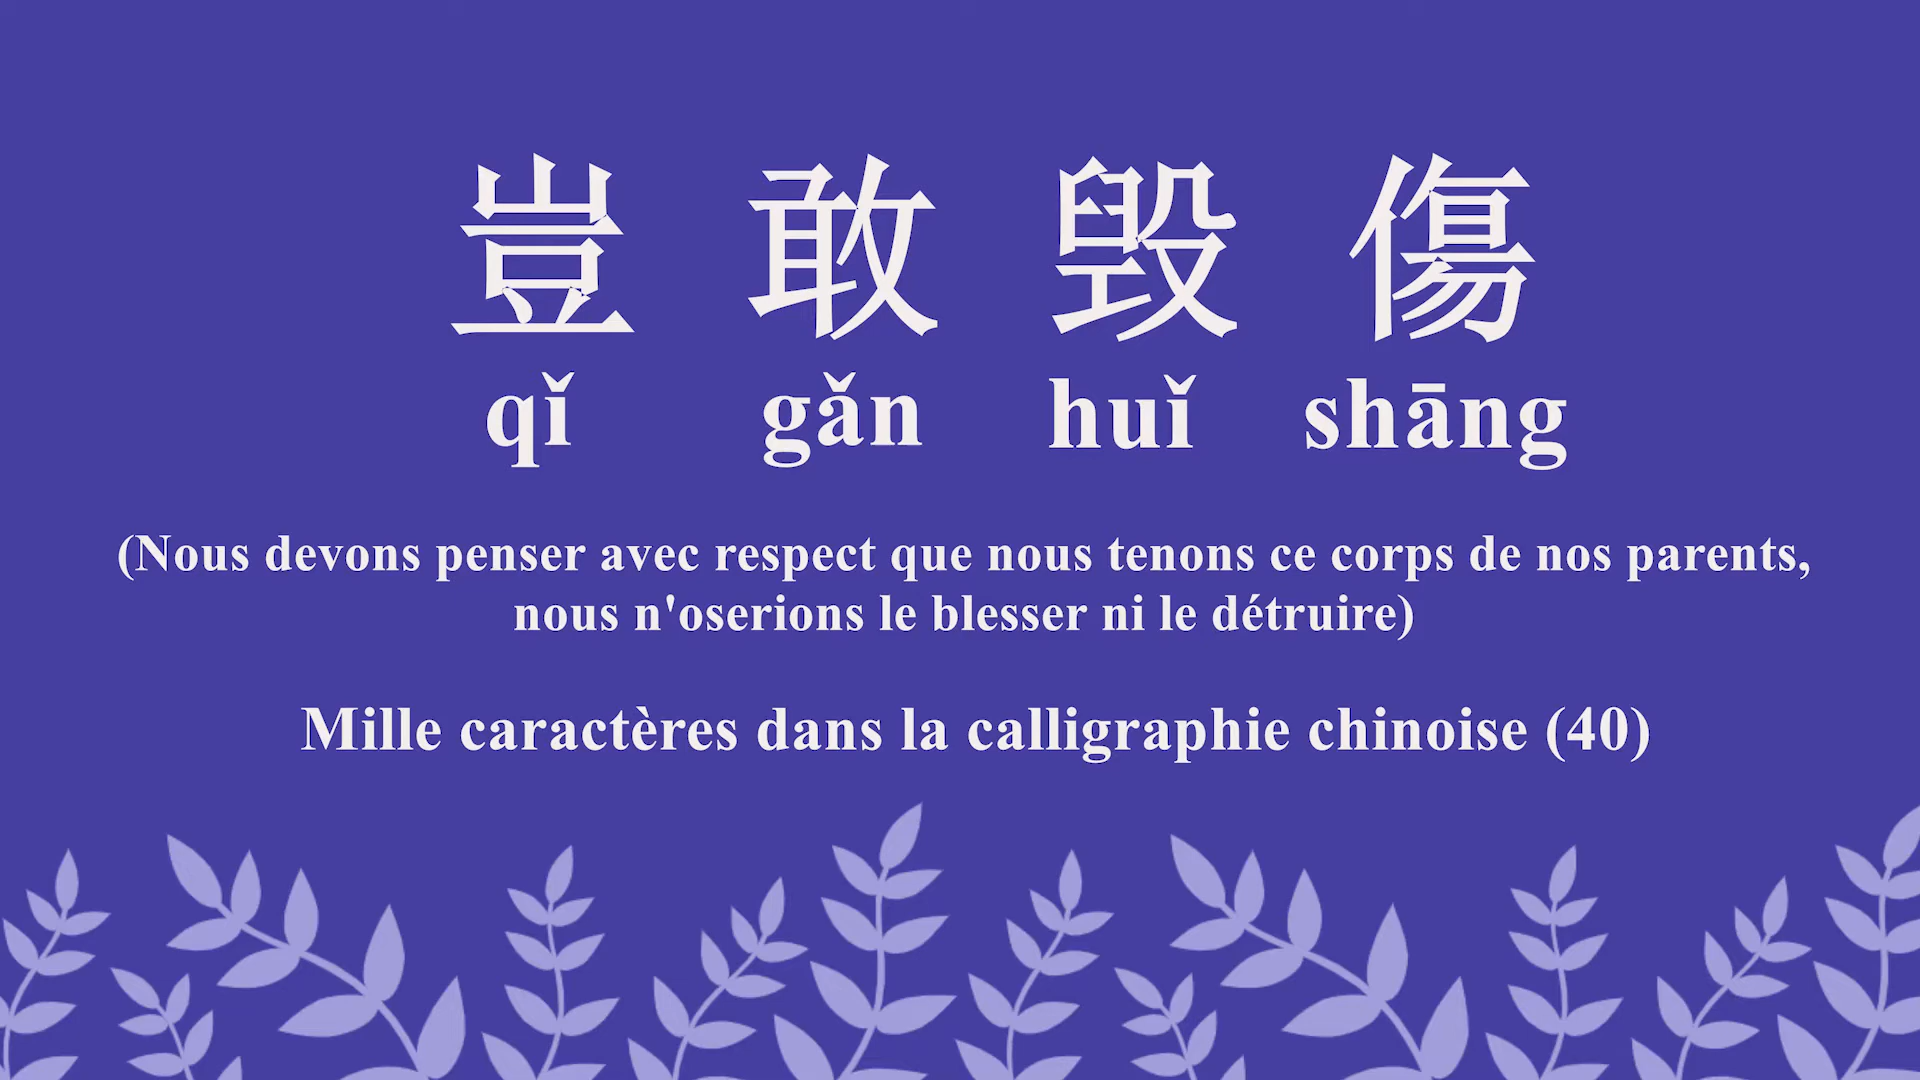 豈 敢 毁 傷
qǐ gǎn huǐ shāng
(Nous devons penser avec respect que nous tenons ce corps de nos parents,
nous n'oserions le blesser ni le détruire)
Mille caractères dans la calligraphie chinoise (40)